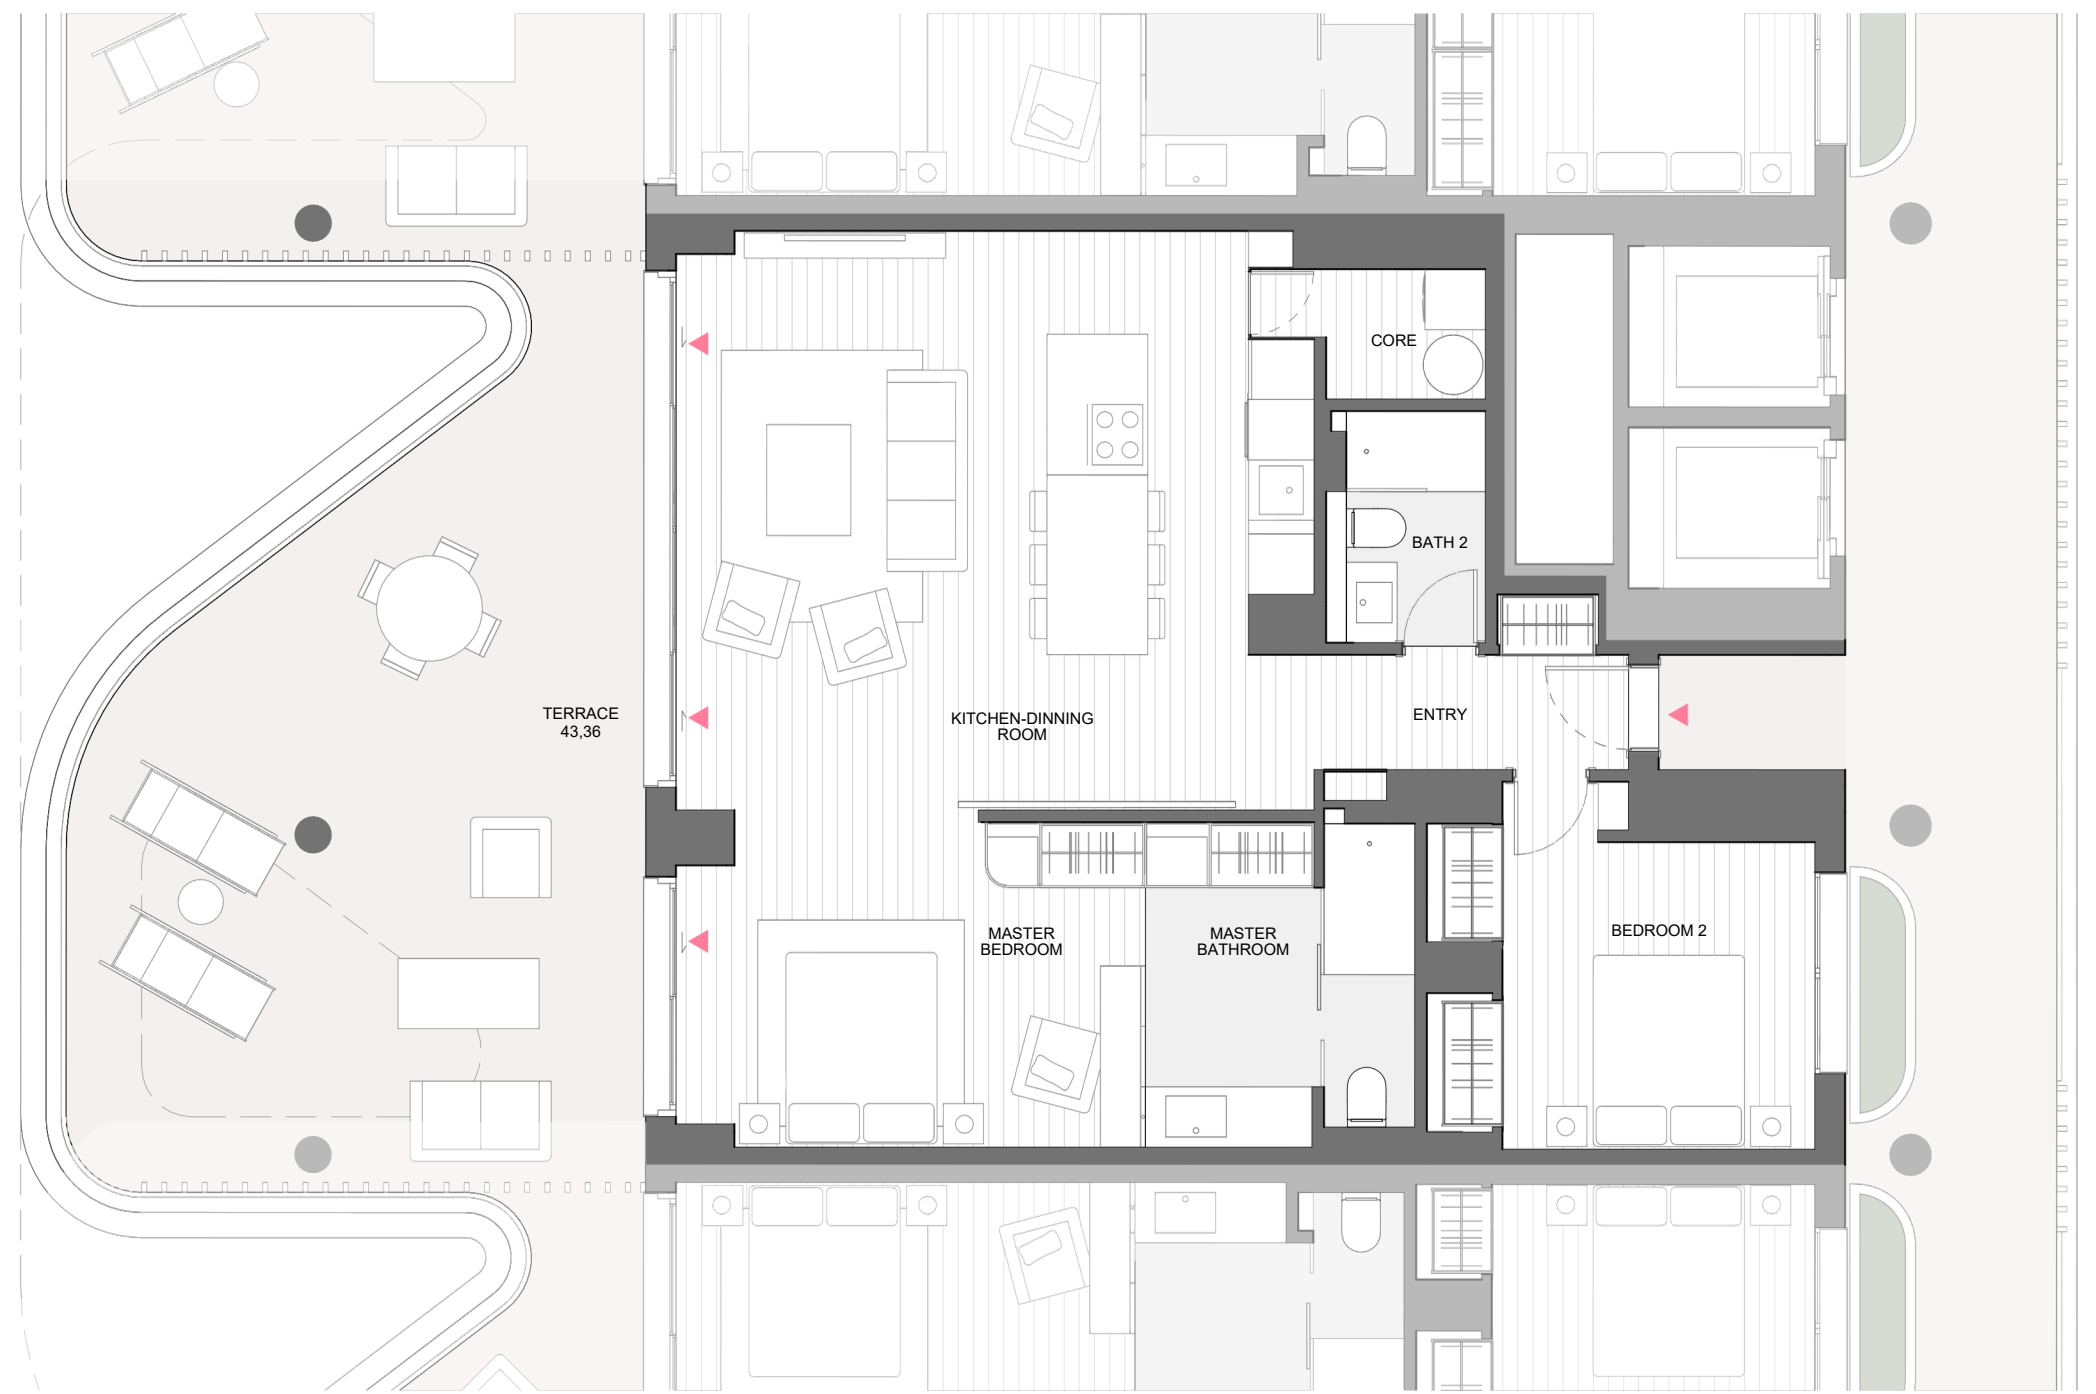 CORE
BATH 2
TERRACE
43,36
KITCHEN-DINNING
ROOM
ENTRY
MASTER
BEDROOM
MASTER
BATHROOM
BEDROOM 2